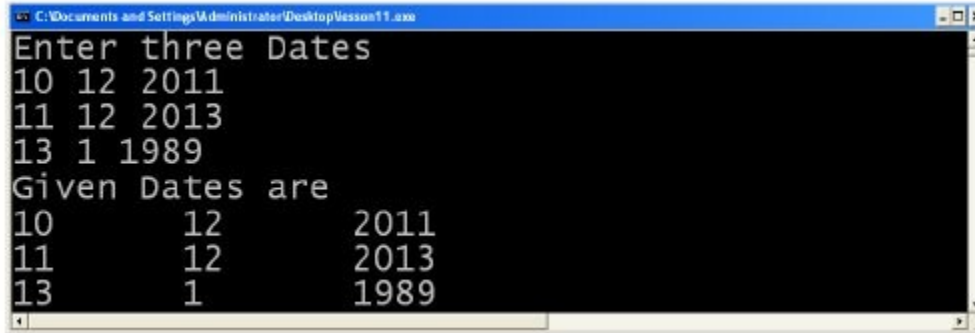 C:\Documents and Settings\Administrator\Desktop\lesson11.exe
Enter three Dates
10 12 2011
11 12 2013
13 1 1989
Given Dates are
10 12 2011
11 12 2013
13 1 1989